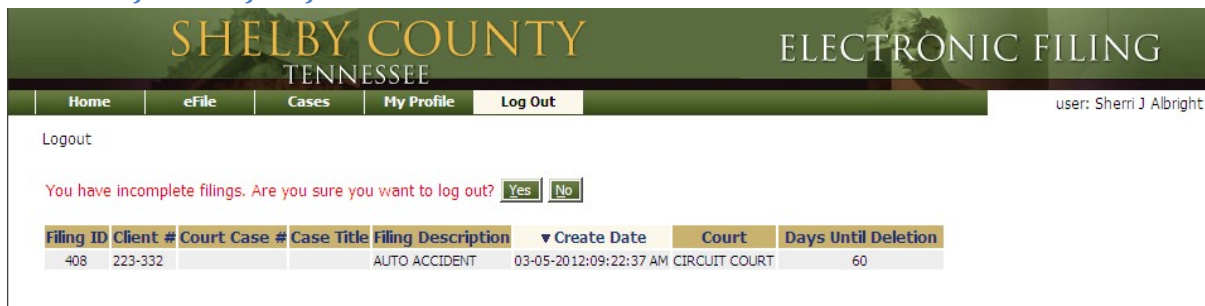 SHELBY COUNTY
TENNESSEE
ELECTRONIC FILING
Home eFile Cases My Profile Log Out
user: Sherri J Albright
Logout
You have incomplete filings. Are you sure you want to log out? Yes No
Filing ID Client # Court Case # Case Title Filing Description ▼ Create Date Court Days Until Deletion
408 223-332 AUTO ACCIDENT 03-05-2012:09:22:37 AM CIRCUIT COURT 60